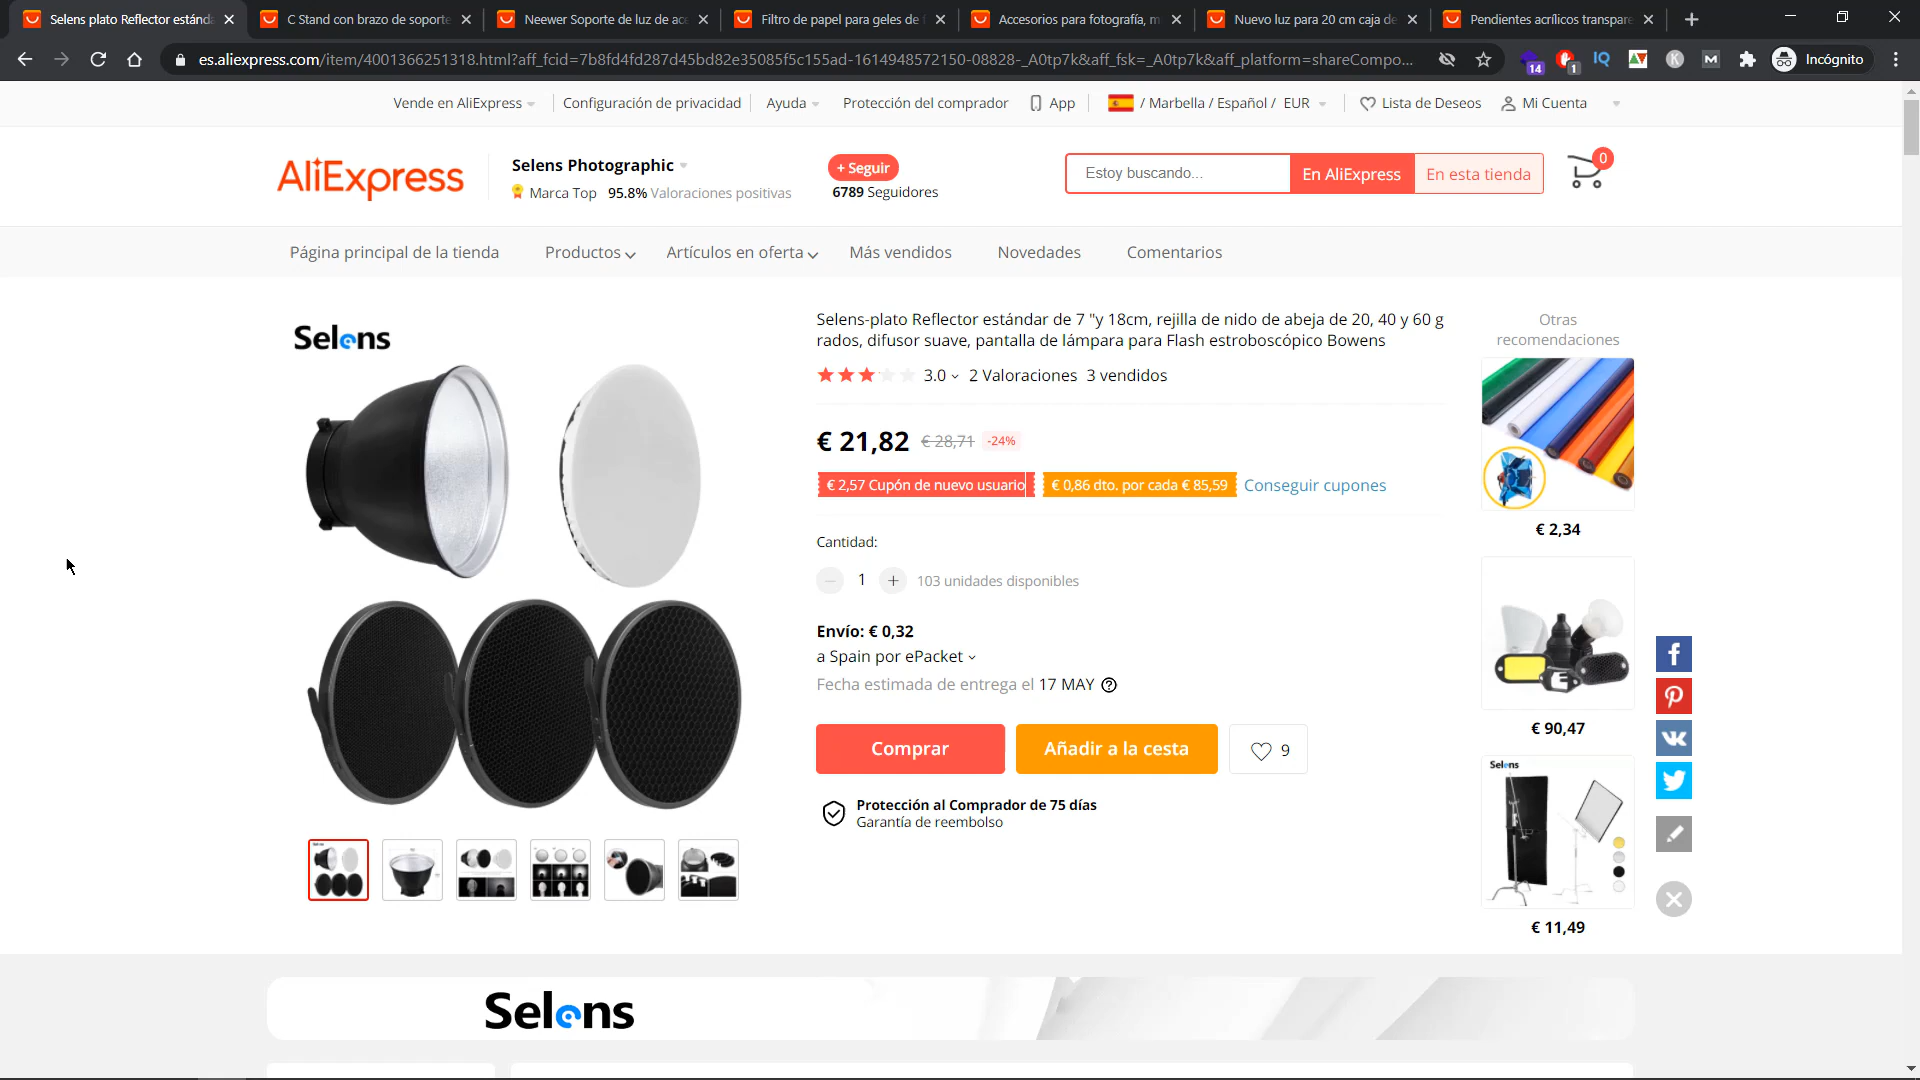 Selens plato Reflector estánda
C Stand con brazo de soporte
Neewer Soporte de luz de ace
Filtro de papel para geles de f
Accesorios para fotografía, m
Nuevo luz para 20 cm caja de
Pendientes acrílicos transpare
es.aliexpress.com/item/4001366251318.html?aff_fcid=7b8fd4fd287d45bd82e35085f5c155ad-1614948572150-08828-_A0tp7k&aff_fsk=_A0tp7k&aff_platform=shareCompo...
14
1
IQ
K
M
Incógnito
Vende en AliExpress
Configuración de privacidad
Ayuda
Protección del comprador
App
/ Marbella / Español / EUR
Lista de Deseos
Mi Cuenta
AliExpress
Selens Photographic
Marca Top 95.8% Valoraciones positivas
+ Seguir
6789 Seguidores
Estoy buscando...
En AliExpress
En esta tienda
0
Página principal de la tienda
Productos
Artículos en oferta
Más vendidos
Novedades
Comentarios
Selens
Selens-plato Reflector estándar de 7 "y 18cm, rejilla de nido de abeja de 20, 40 y 60 g
rados, difusor suave, pantalla de lámpara para Flash estroboscópico Bowens
3.0 2 Valoraciones 3 vendidos
€ 21,82 € 28,71 -24%
€ 2,57 Cupón de nuevo usuario
€ 0,86 dto. por cada € 85,59
Conseguir cupones
Cantidad:
1
103 unidades disponibles
Envío: € 0,32
a Spain por ePacket
Fecha estimada de entrega el 17 MAY
Comprar
Añadir a la cesta
9
Protección al Comprador de 75 días
Garantía de reembolso
Otras
recomendaciones
€ 2,34
€ 90,47
Selens
€ 11,49
Selens